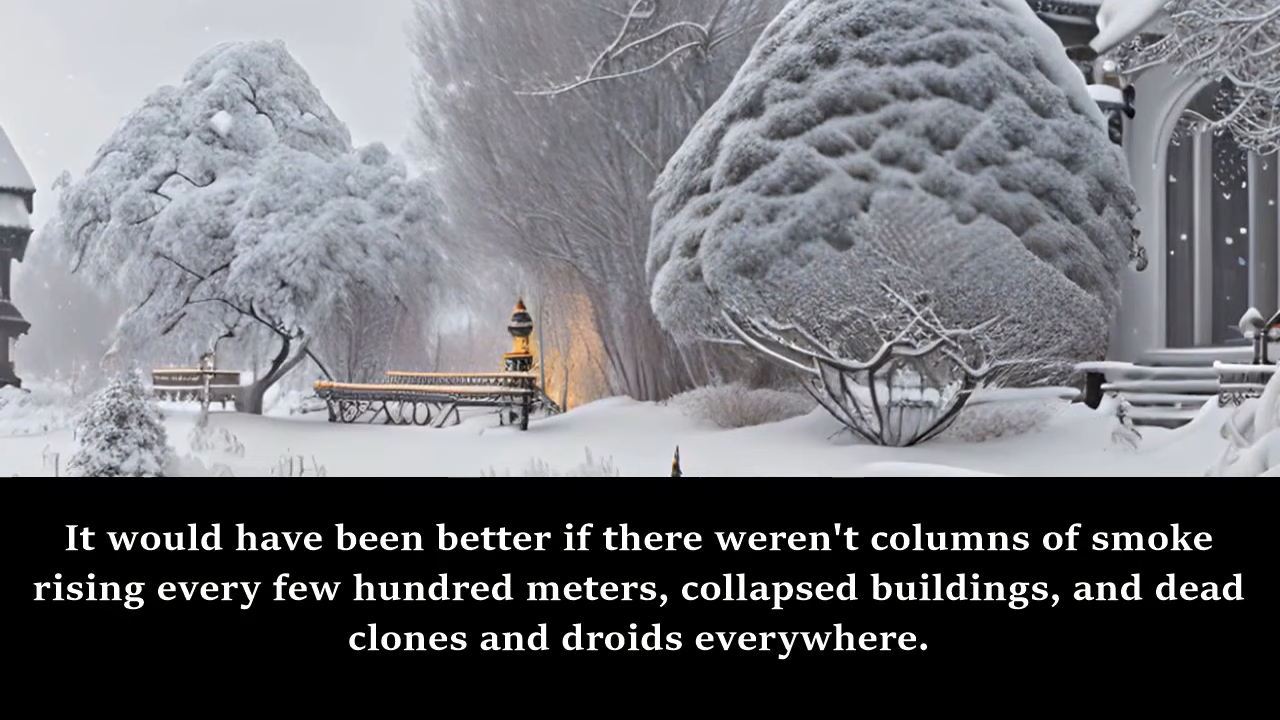 It would have been better if there weren't columns of smoke
rising every few hundred meters, collapsed buildings, and dead
clones and droids everywhere.